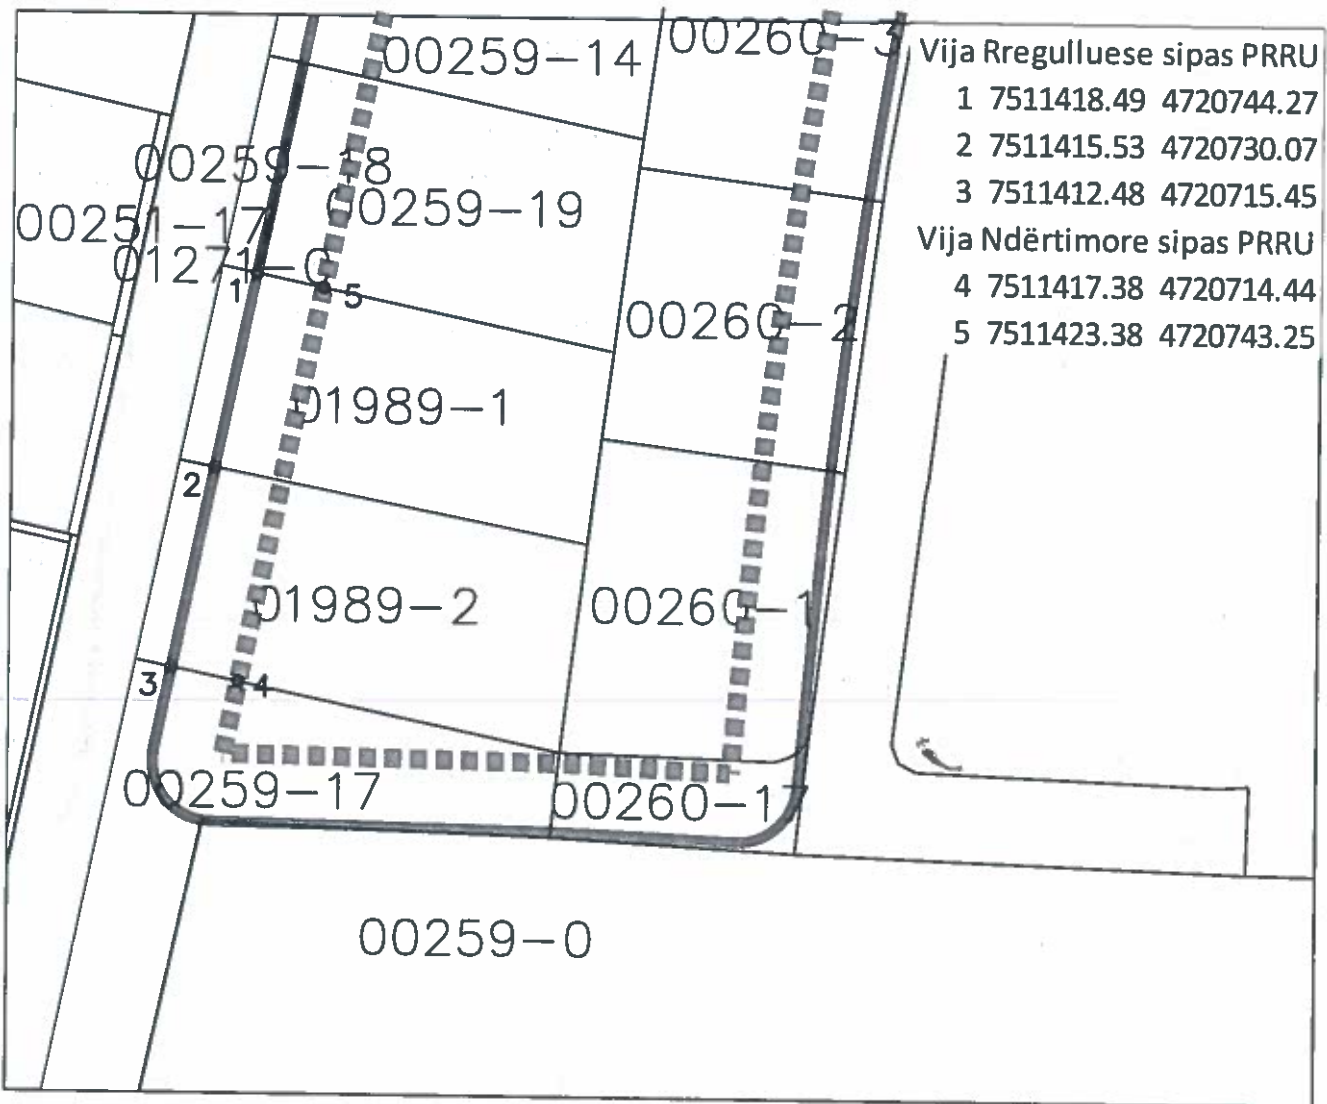 00259-14
00260-3
Vija Rregulluese sipas PRRU
1 7511418.49 4720744.27
2 7511415.53 4720730.07
3 7511412.48 4720715.45
Vija Ndërtimore sipas PRRU
4 7511417.38 4720714.44
5 7511423.38 4720743.25
00259-18
00259-19
00251-17
01271-0
1
5
00260-2
01989-1
2
01989-2
00260-1
3
4
00259-17
00260-17
00259-0